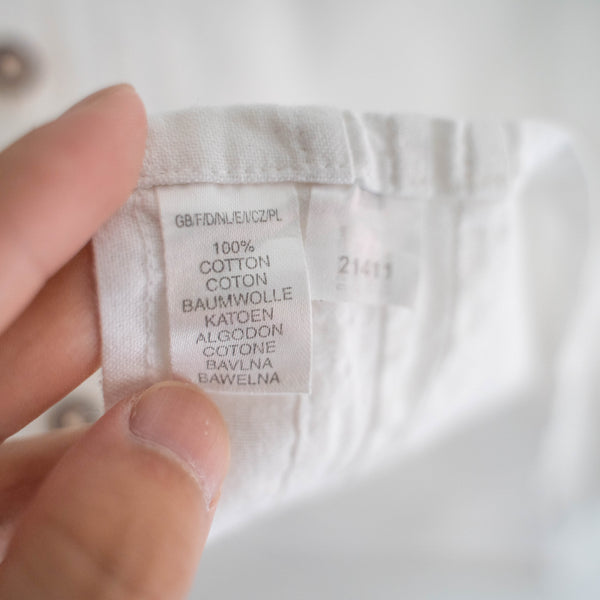 GB/F/D/NL/E/I/CZ/PL
100%
COTTON
COTON
BAUMWOLLE
KATOEN
ALGODON
COTONE
BAVLNA
BAWELNA
21411